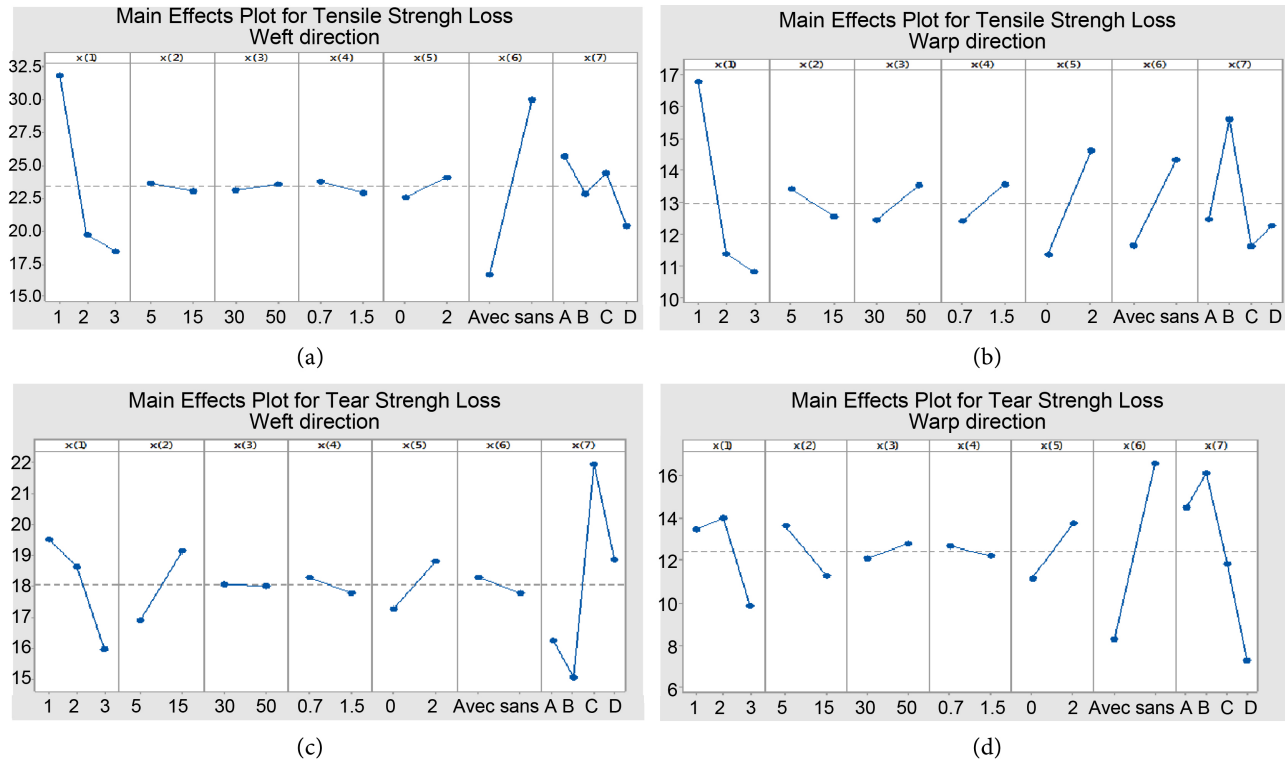 Main Effects Plot for Tensile Strengh Loss
Weft direction
x(1) x(2) x(3) x(4) x(5) x(6) x(7)
32.5
30.0
27.5
25.0
22.5
20.0
17.5
15.0
1 2 3 5 15 30 50 0.7 1.5 0 2 Avec sans A B C D
(a)
Main Effects Plot for Tensile Strengh Loss
Warp direction
x(1) x(2) x(3) x(4) x(5) x(6) x(7)
17
16
15
14
13
12
11
10
1 2 3 5 15 30 50 0.7 1.5 0 2 Avec sans A B C D
(b)
Main Effects Plot for Tear Strengh Loss
Weft direction
x(1) x(2) x(3) x(4) x(5) x(6) x(7)
22
21
20
19
18
17
16
15
1 2 3 5 15 30 50 0.7 1.5 0 2 Avec sans A B C D
(c)
Main Effects Plot for Tear Strengh Loss
Warp direction
x(1) x(2) x(3) x(4) x(5) x(6) x(7)
16
14
12
10
8
6
1 2 3 5 15 30 50 0.7 1.5 0 2 Avec sans A B C D
(d)